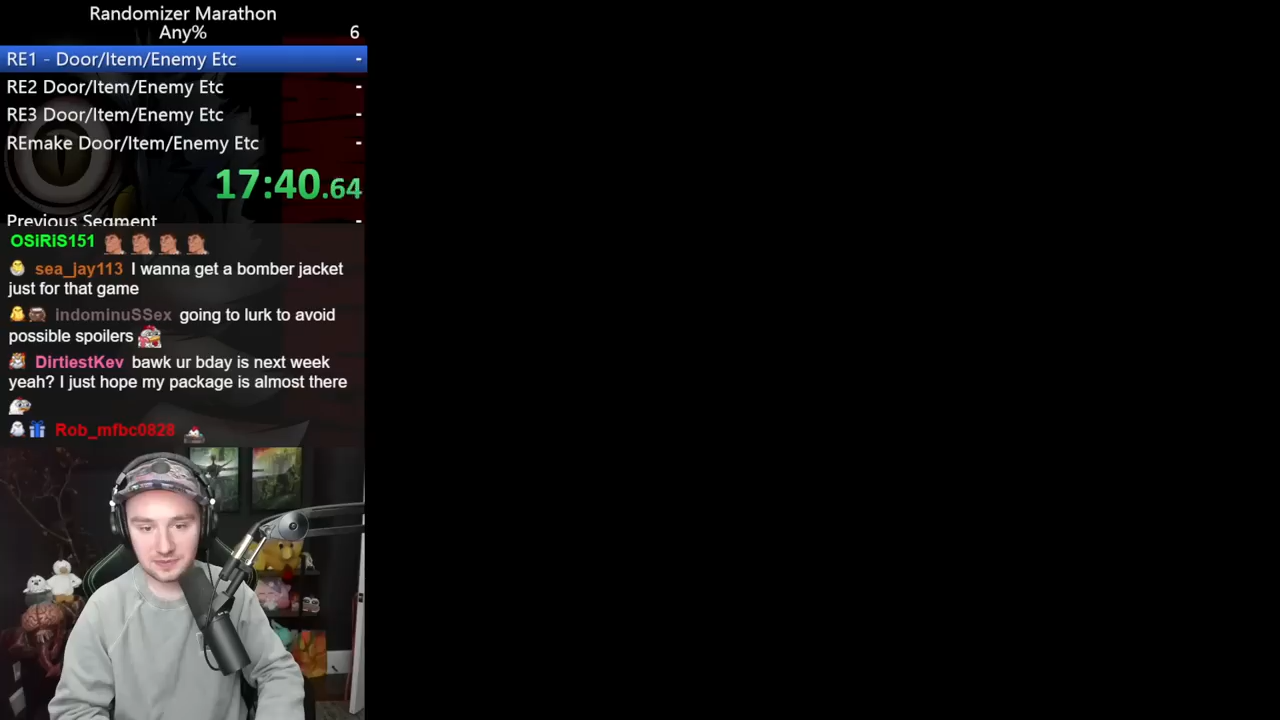 Randomizer Marathon
Any% 6
RE1 - Door/Item/Enemy Etc -
RE2 Door/Item/Enemy Etc -
RE3 Door/Item/Enemy Etc -
REmake Door/Item/Enemy Etc -
17:40.64
Previous Segment -
OSiRiS151
sea_jay113 I wanna get a bomber jacket
just for that game
indominuSSex going to lurk to avoid
possible spoilers
DirtiestKev bawk ur bday is next week
yeah? I just hope my package is almost there
Rob_mfbc0828